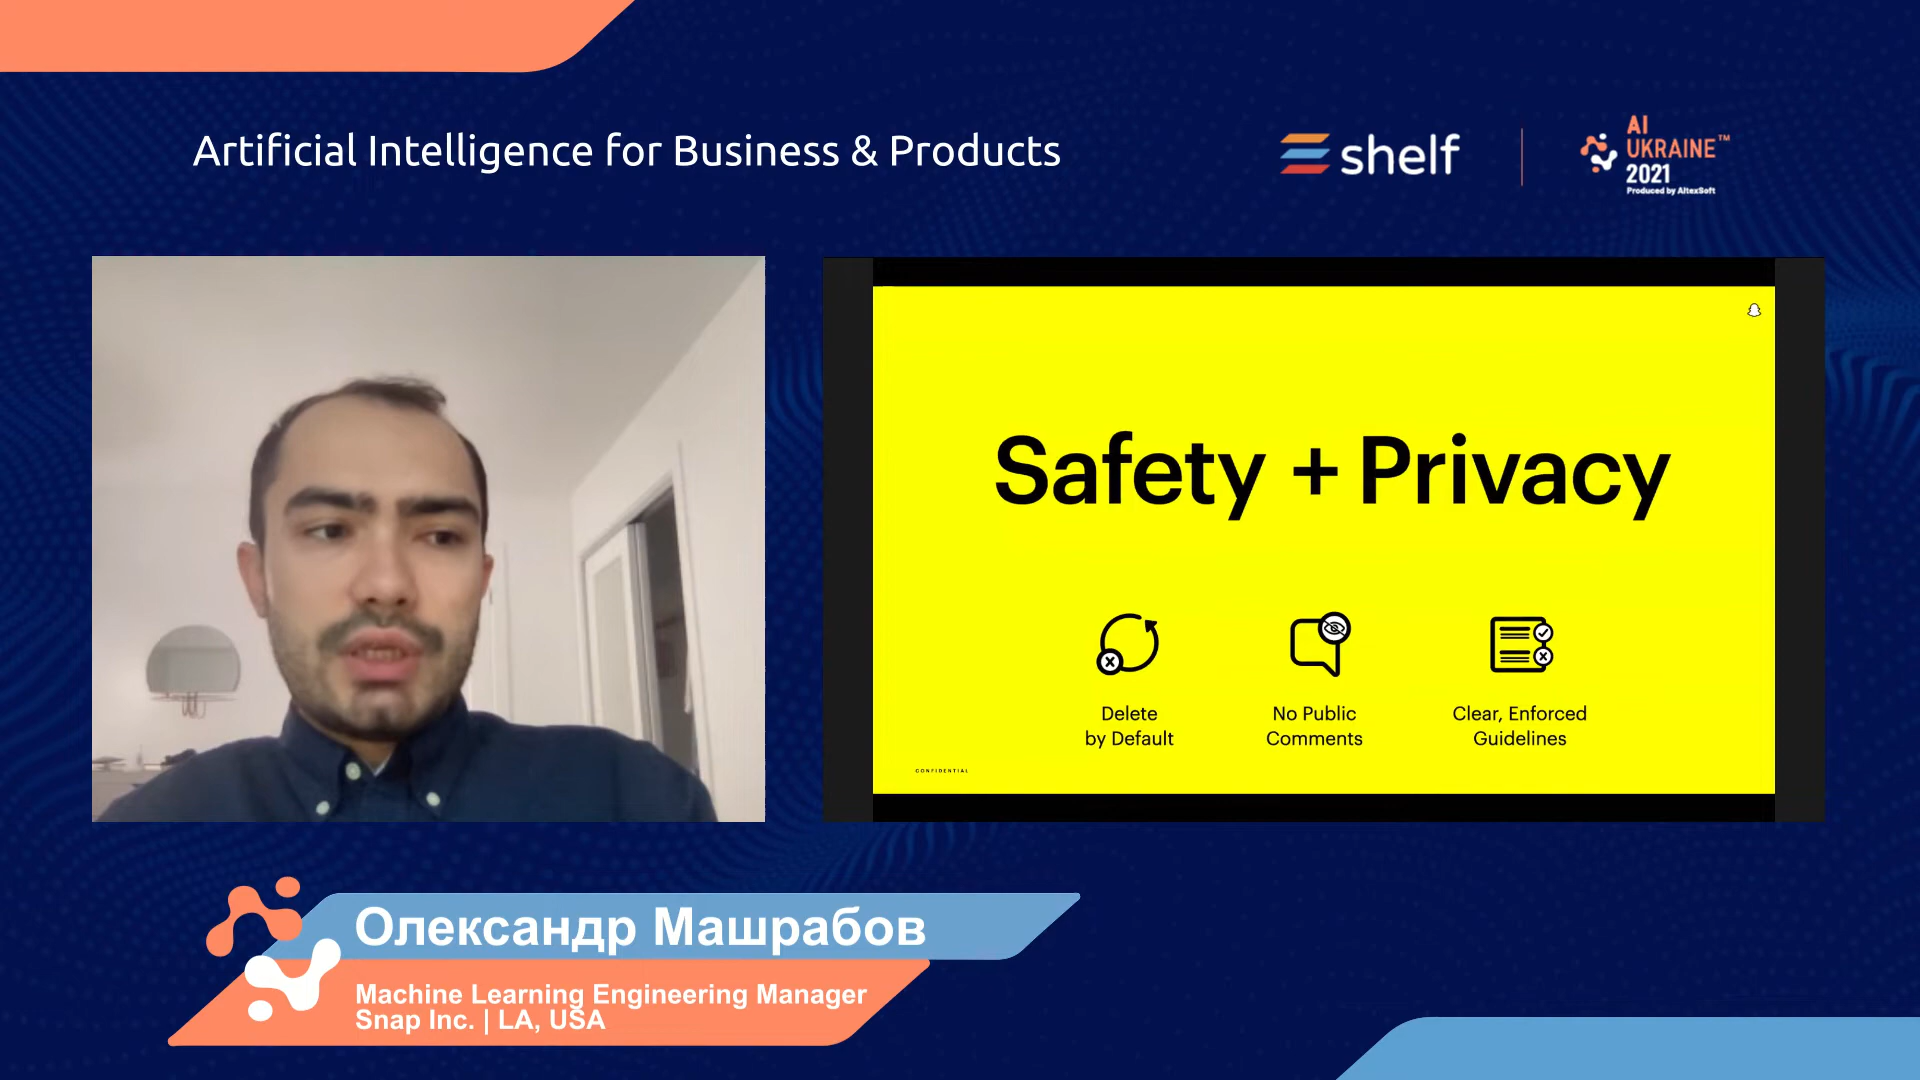 Artificial Intelligence for Business & Products
shelf
AI
UKRAINE™
2021
Produced by AltexSoft
Safety + Privacy
Delete
by Default
No Public
Comments
Clear, Enforced
Guidelines
CONFIDENTIAL
Олександр Машрабов
Machine Learning Engineering Manager
Snap Inc. | LA, USA